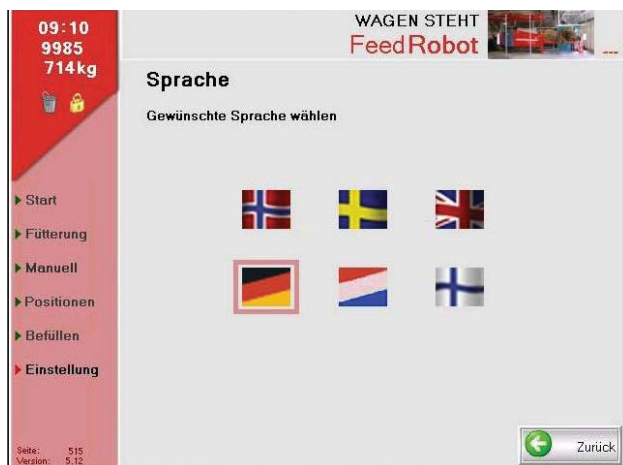 09:10
9985
714kg
WAGEN STEHT
FeedRobot
...
Sprache
Gewünschte Sprache wählen
Start
Fütterung
Manuell
Positionen
Befüllen
Einstellung
Seite: 515
Version: 5.12
Zurück